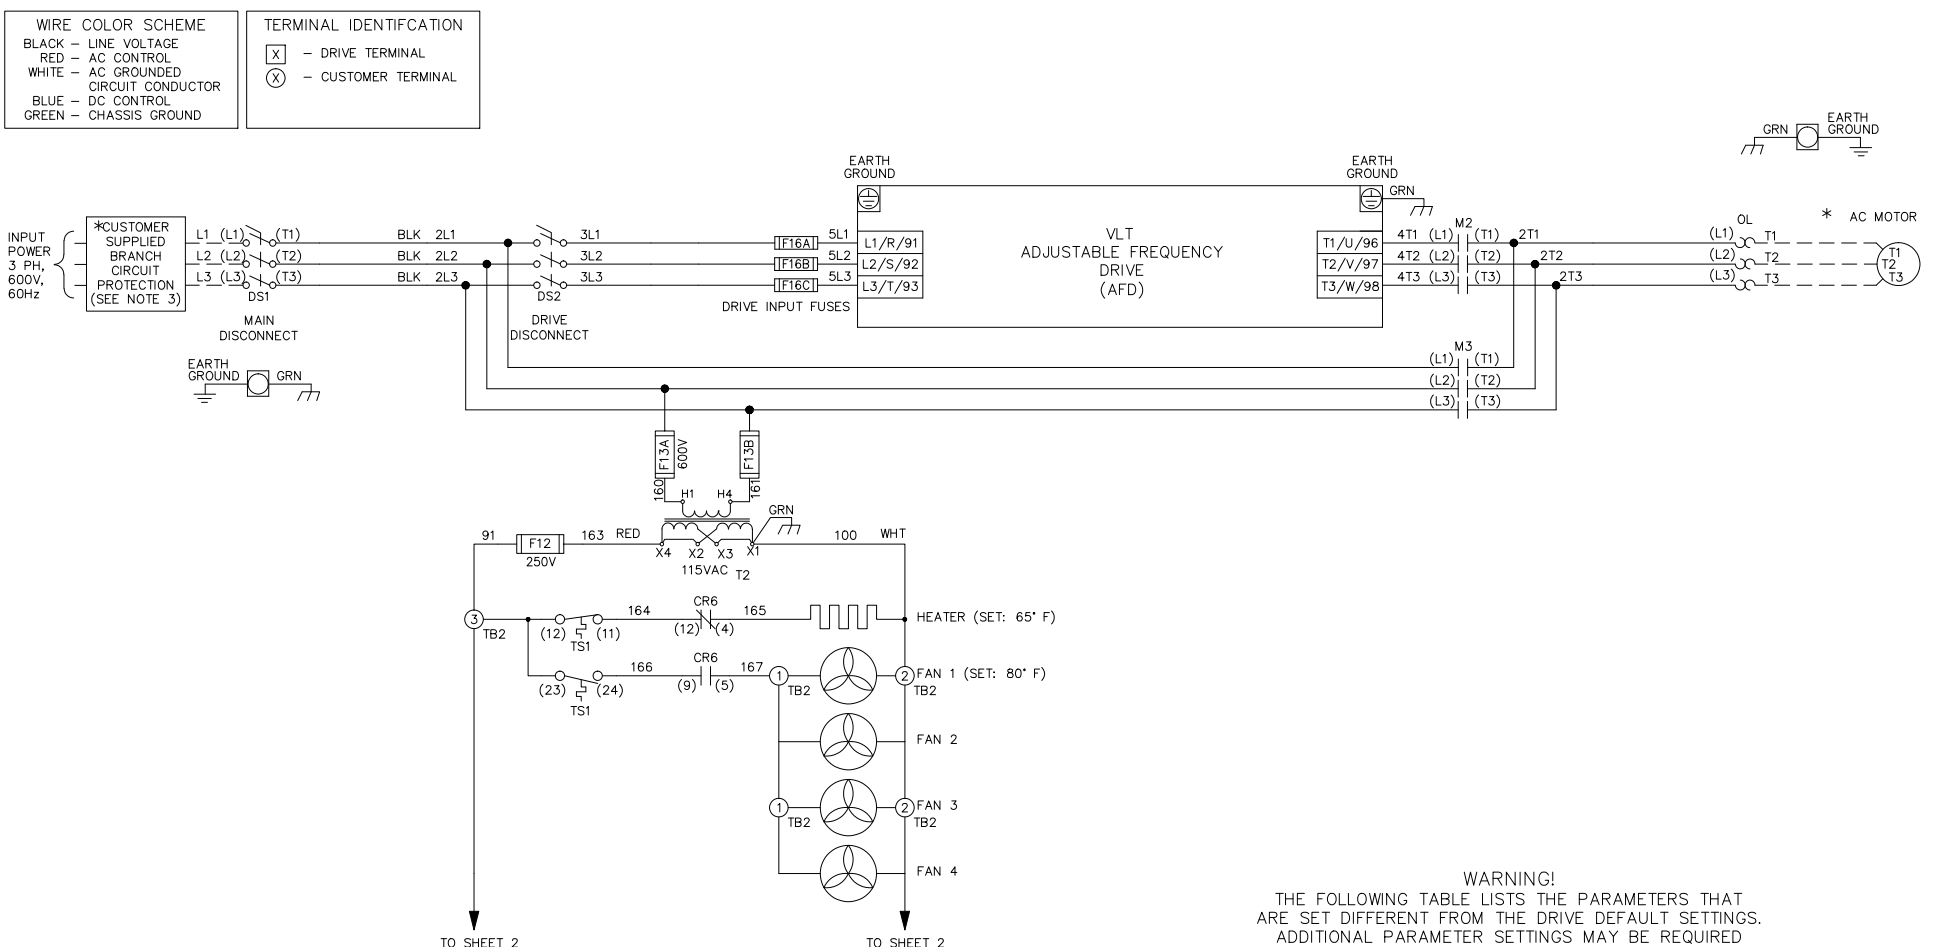 WIRE COLOR SCHEME
BLACK – LINE VOLTAGE
RED – AC CONTROL
WHITE – AC GROUNDED
CIRCUIT CONDUCTOR
BLUE – DC CONTROL
GREEN – CHASSIS GROUND
TERMINAL IDENTIFCATION
X – DRIVE TERMINAL
X – CUSTOMER TERMINAL
GRN
EARTH
GROUND
INPUT
POWER
3 PH,
600V,
60Hz
*CUSTOMER
SUPPLIED
BRANCH
CIRCUIT
PROTECTION
(SEE NOTE 3)
L1 (L1) (T1) BLK 2L1 3L1 F16A 5L1 L1/R/91
L2 (L2) (T2) BLK 2L2 F16B 5L2 L2/S/92
L3 (L3) (T3) BLK 2L3 3L3 F16C 5L3 L3/T/93
DS1
MAIN
DISCONNECT
DS2
DRIVE
DISCONNECT
DRIVE INPUT FUSES
EARTH
GROUND
VLT
ADJUSTABLE FREQUENCY
DRIVE
(AFD)
EARTH
GROUND
GRN
M2
T1/U/96 4T1 (L1) (T1) 2T1
T2/V/97 4T2 (L2) (T2) 2T2
T3/W/98 4T3 (L3) (T3) 2T3
OL
(L1) T1
(L2) T2
(L3) T3
* AC MOTOR
T1
T2
T3
EARTH
GROUND GRN
M3
(L1) (T1)
(L2) (T2)
(L3) (T3)
F13A
600V
F13B
160
161
H1 H4
GRN
91 F12 163 RED
250V
X4 X2 X3 X1
115VAC T2
100 WHT
3 TB2
(12) (11) 164 CR6 (12) (4) 165 HEATER (SET: 65° F)
TS1
(23) (24) 166 CR6 (9) (5) 167 1 TB2 2 TB2 FAN 1 (SET: 80° F)
TS1
FAN 2
1 TB2 2 TB2 FAN 3
FAN 4
TO SHEET 2
TO SHEET 2
WARNING!
THE FOLLOWING TABLE LISTS THE PARAMETERS THAT
ARE SET DIFFERENT FROM THE DRIVE DEFAULT SETTINGS.
ADDITIONAL PARAMETER SETTINGS MAY BE REQUIRED